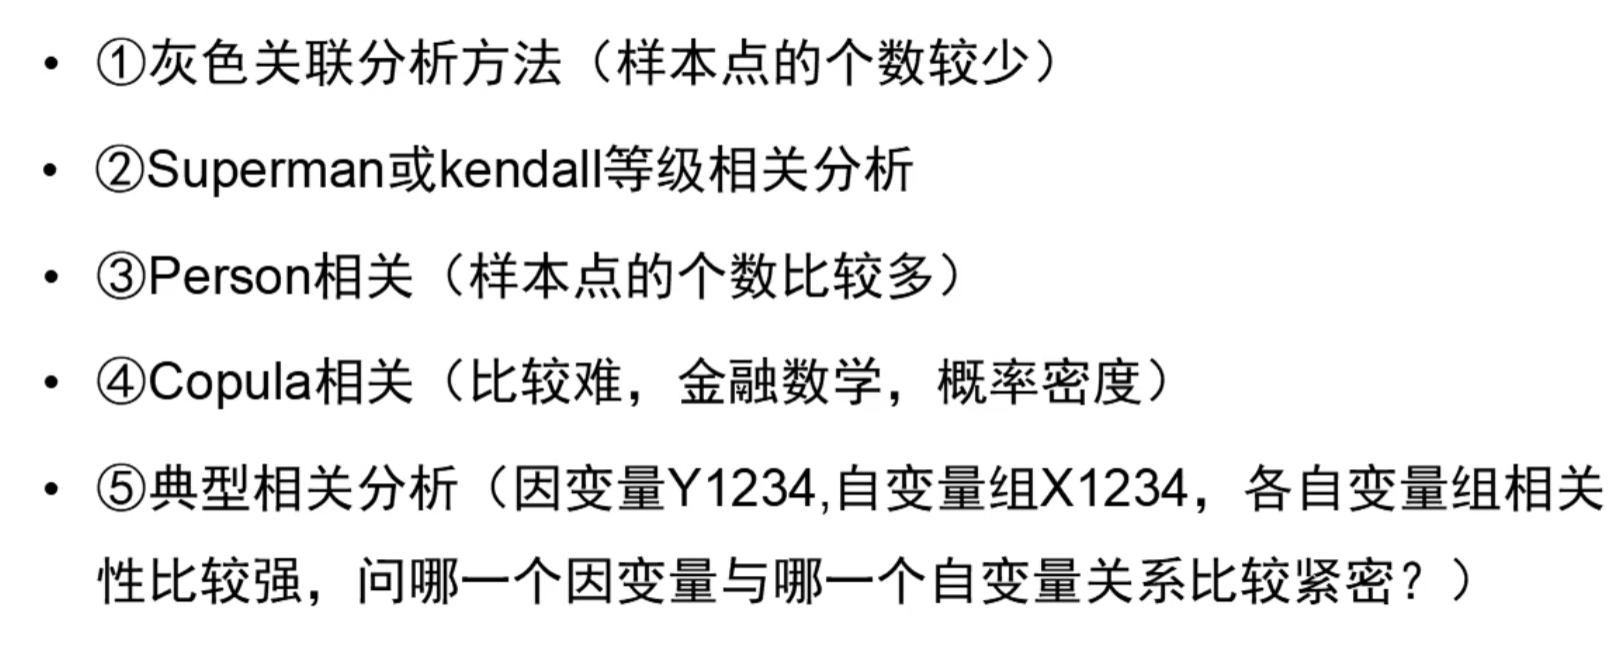 • ①灰色关联分析方法（样本点的个数较少）
• ②Superman或kendall等级相关分析
• ③Person相关（样本点的个数比较多）
• ④Copula相关（比较难，金融数学，概率密度）
• ⑤典型相关分析（因变量Y1234,自变量组X1234，各自变量组相关
性比较强，问哪一个因变量与哪一个自变量关系比较紧密？）